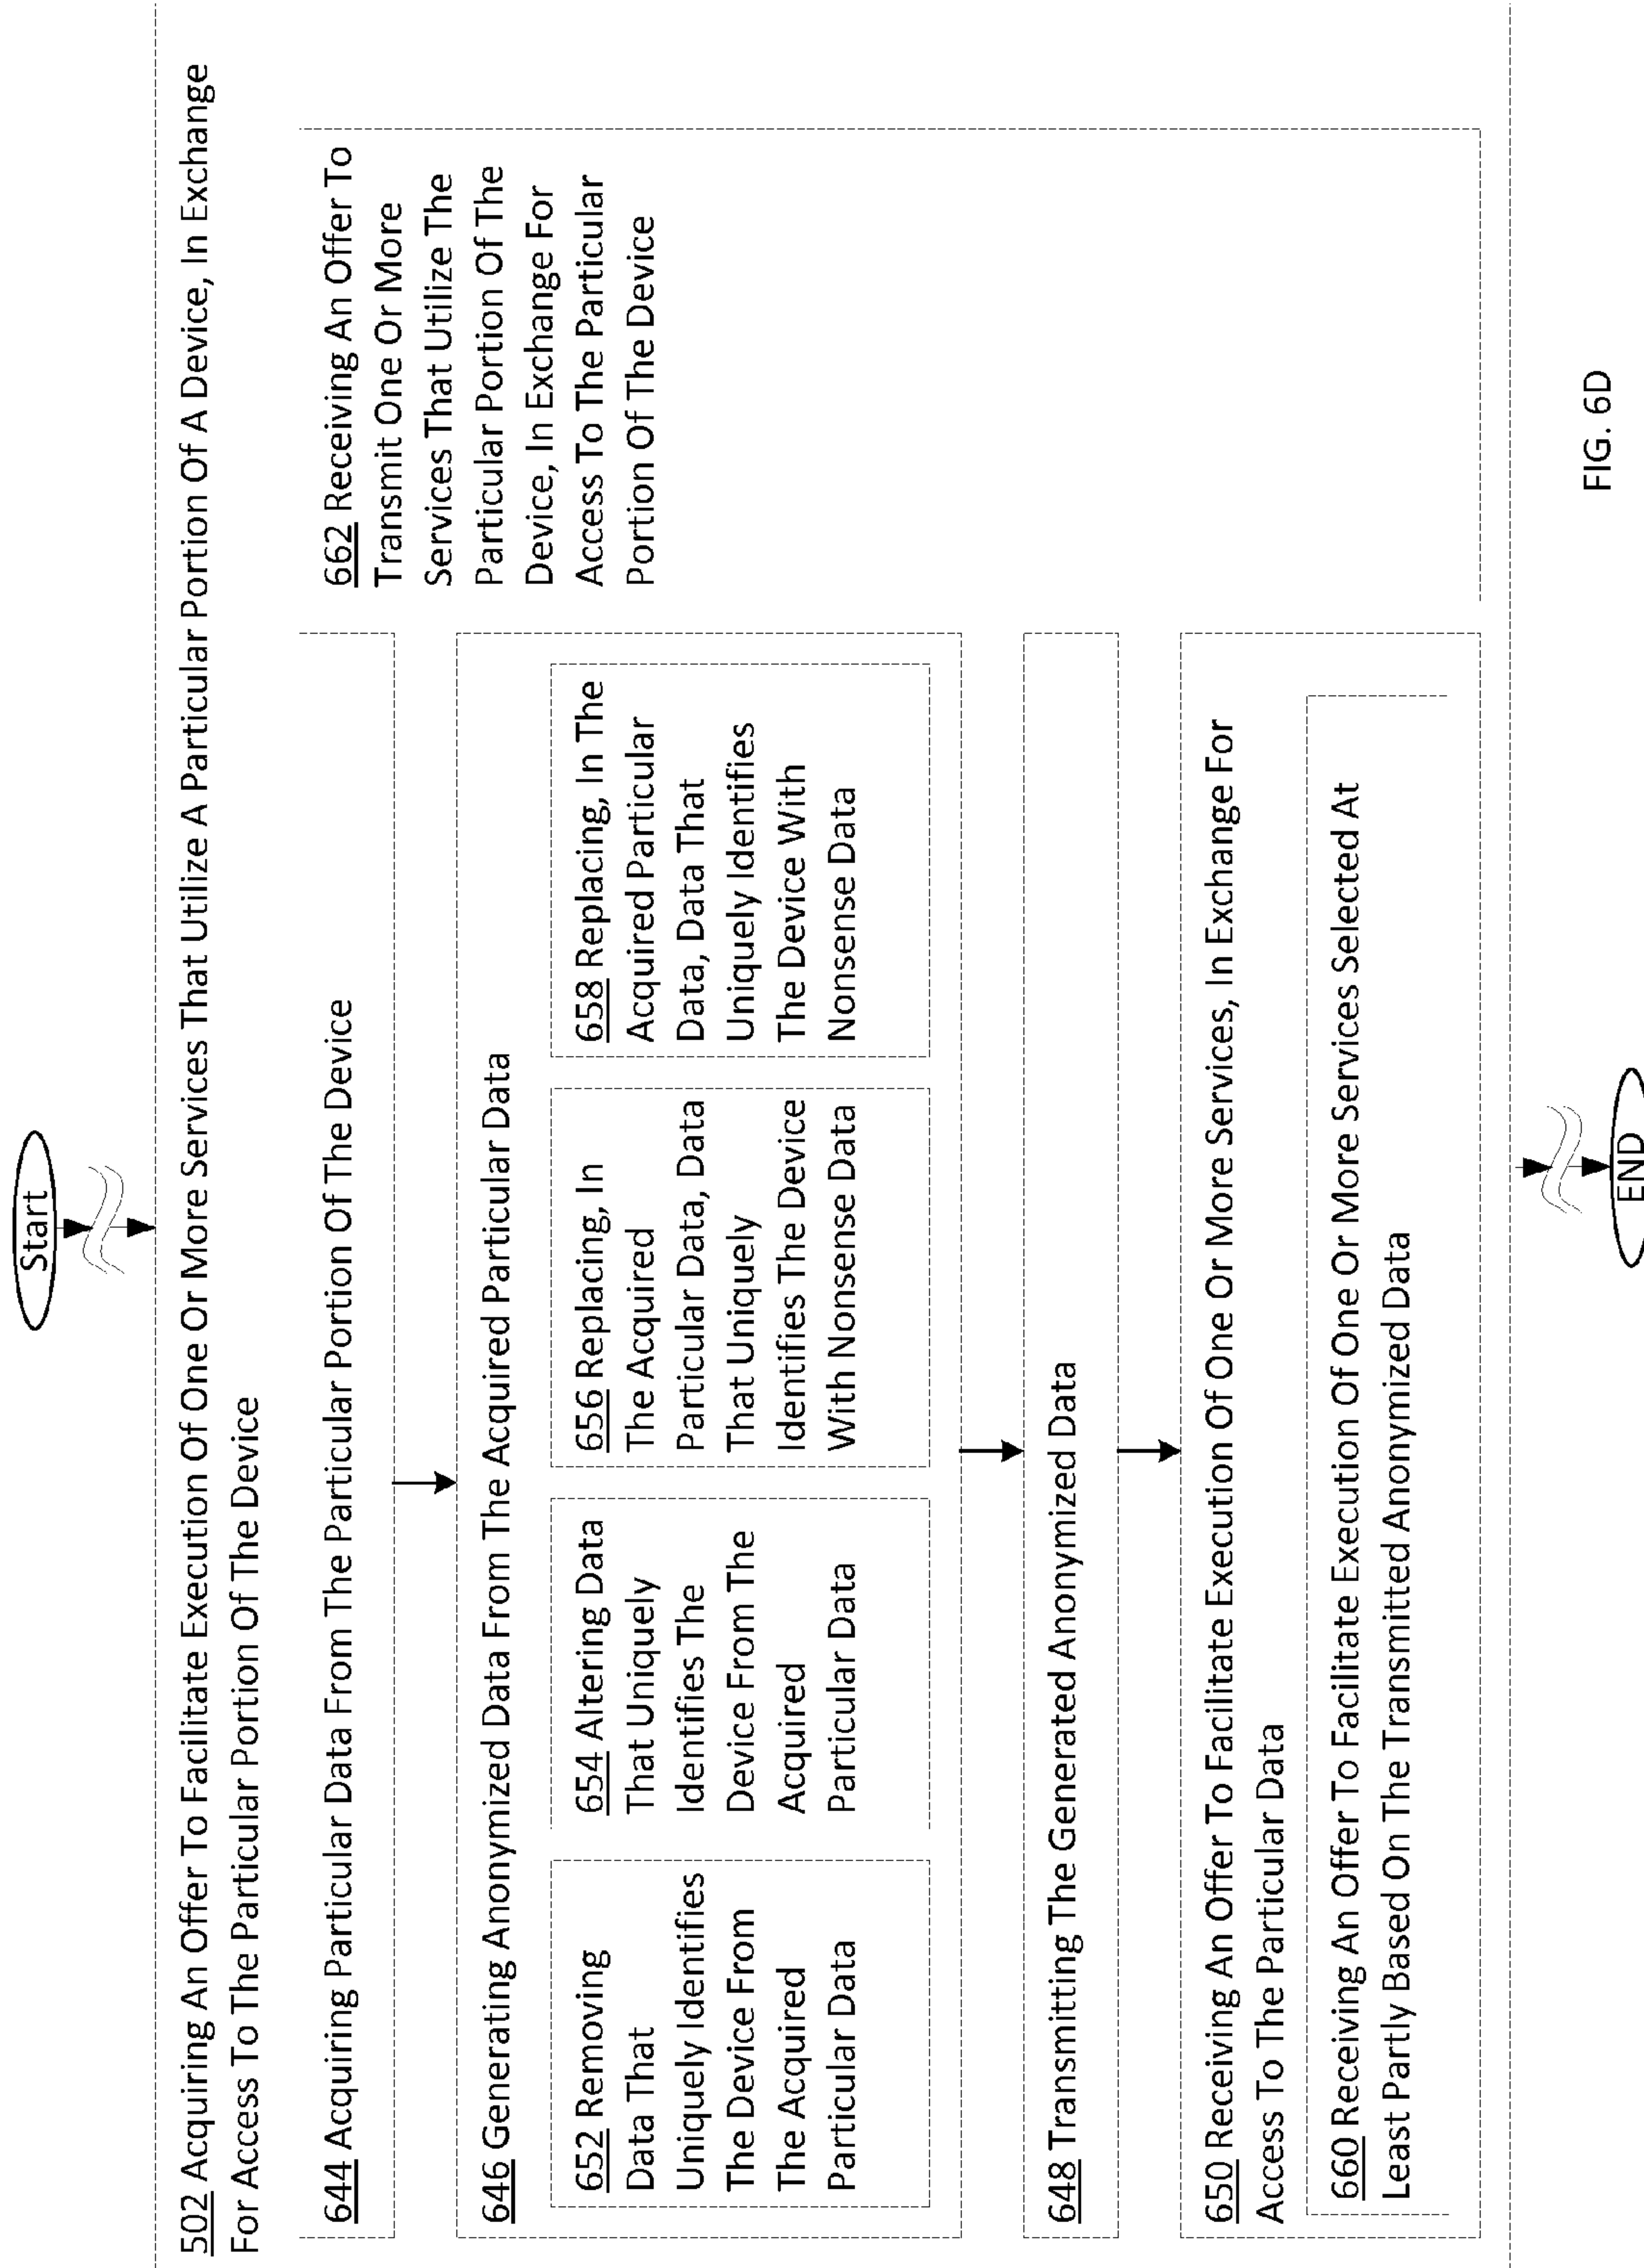 Start
502 Acquiring An Offer To Facilitate Execution Of One Or More Services That Utilize A Particular Portion Of A Device, In Exchange
For Access To The Particular Portion Of The Device
644 Acquiring Particular Data From The Particular Portion Of The Device
646 Generating Anonymized Data From The Acquired Particular Data
652 Removing
Data That
Uniquely Identifies
The Device From
The Acquired
Particular Data
654 Altering Data
That Uniquely
Identifies The
Device From The
Acquired
Particular Data
656 Replacing, In
The Acquired
Particular Data, Data
That Uniquely
Identifies The Device
With Nonsense Data
658 Replacing, In The
Acquired Particular
Data, Data That
Uniquely Identifies
The Device With
Nonsense Data
648 Transmitting The Generated Anonymized Data
650 Receiving An Offer To Facilitate Execution Of One Or More Services, In Exchange For
Access To The Particular Data
660 Receiving An Offer To Facilitate Execution Of One Or More Services Selected At
Least Partly Based On The Transmitted Anonymized Data
662 Receiving An Offer To
Transmit One Or More
Services That Utilize The
Particular Portion Of The
Device, In Exchange For
Access To The Particular
Portion Of The Device
END
FIG. 6D